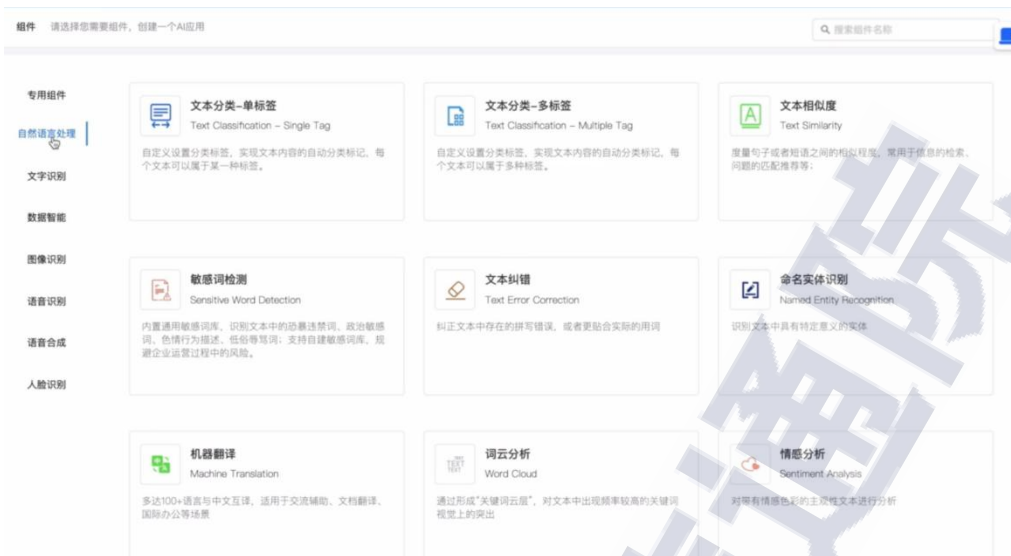 组件 请选择您需要组件，创建一个AI应用
搜索组件名称
专用组件
自然语言处理
文字识别
数据智能
图像识别
语音识别
语音合成
人脸识别
文本分类-单标签
Text Classification - Single Tag
自定义设置分类标签，实现文本内容的自动分类标记，每
个文本可以属于某一种标签。
文本分类-多标签
Text Classification - Multiple Tag
自定义设置分类标签，实现文本内容的自动分类标记，每
个文本可以属于多种标签。
文本相似度
Text Similarity
度量句子或者短语之间的相似程度，常用于信息的检索、
问题的匹配推荐等；
敏感词检测
Sensitive Word Detection
内置通用敏感词库，识别文本中的恐暴违禁词、政治敏感
词、色情行为描述、低俗辱骂词；支持自建敏感词库，规
避企业运营过程中的风险。
文本纠错
Text Error Correction
纠正文本中存在的拼写错误，或者更贴合实际的用词
命名实体识别
Named Entity Recognition
识别文本中具有特定意义的实体
机器翻译
Machine Translation
多达100+语言与中文互译，适用于交流辅助、文档翻译、
国际办公等场景
词云分析
Word Cloud
通过形成“关键词云层”，对文本中出现频率较高的关键词
视觉上的突出
情感分析
Sentiment Analysis
对带有情感色彩的主观性文本进行分析
通院